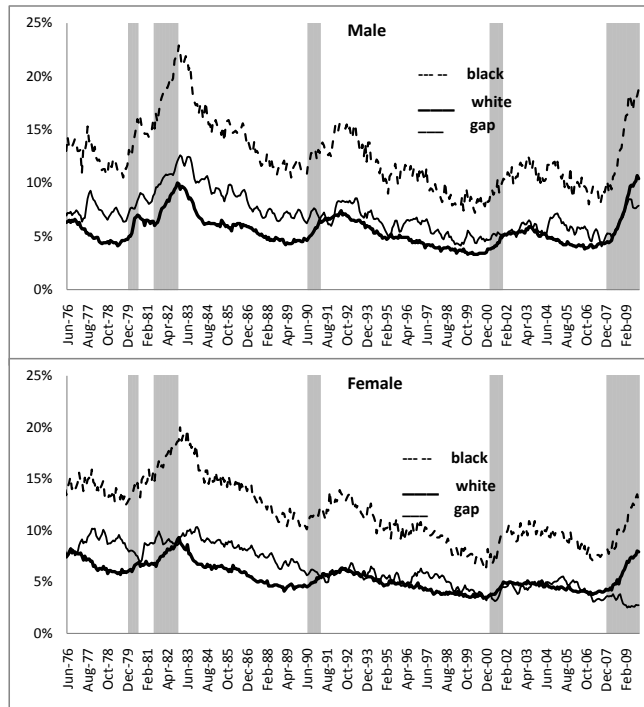 Male
25%
20%
15%
10%
5%
0%
black
white
gap
Jun-76
Aug-77
Oct-78
Dec-79
Feb-81
Apr-82
Jun-83
Aug-84
Oct-85
Dec-86
Feb-88
Apr-89
Jun-90
Aug-91
Oct-92
Dec-93
Feb-95
Apr-96
Jun-97
Aug-98
Oct-99
Dec-00
Feb-02
Apr-03
Jun-04
Aug-05
Oct-06
Dec-07
Feb-09
Female
25%
20%
15%
10%
5%
0%
black
white
gap
Jun-76
Aug-77
Oct-78
Dec-79
Feb-81
Apr-82
Jun-83
Aug-84
Oct-85
Dec-86
Feb-88
Apr-89
Jun-90
Aug-91
Oct-92
Dec-93
Feb-95
Apr-96
Jun-97
Aug-98
Oct-99
Dec-00
Feb-02
Apr-03
Jun-04
Aug-05
Oct-06
Dec-07
Feb-09